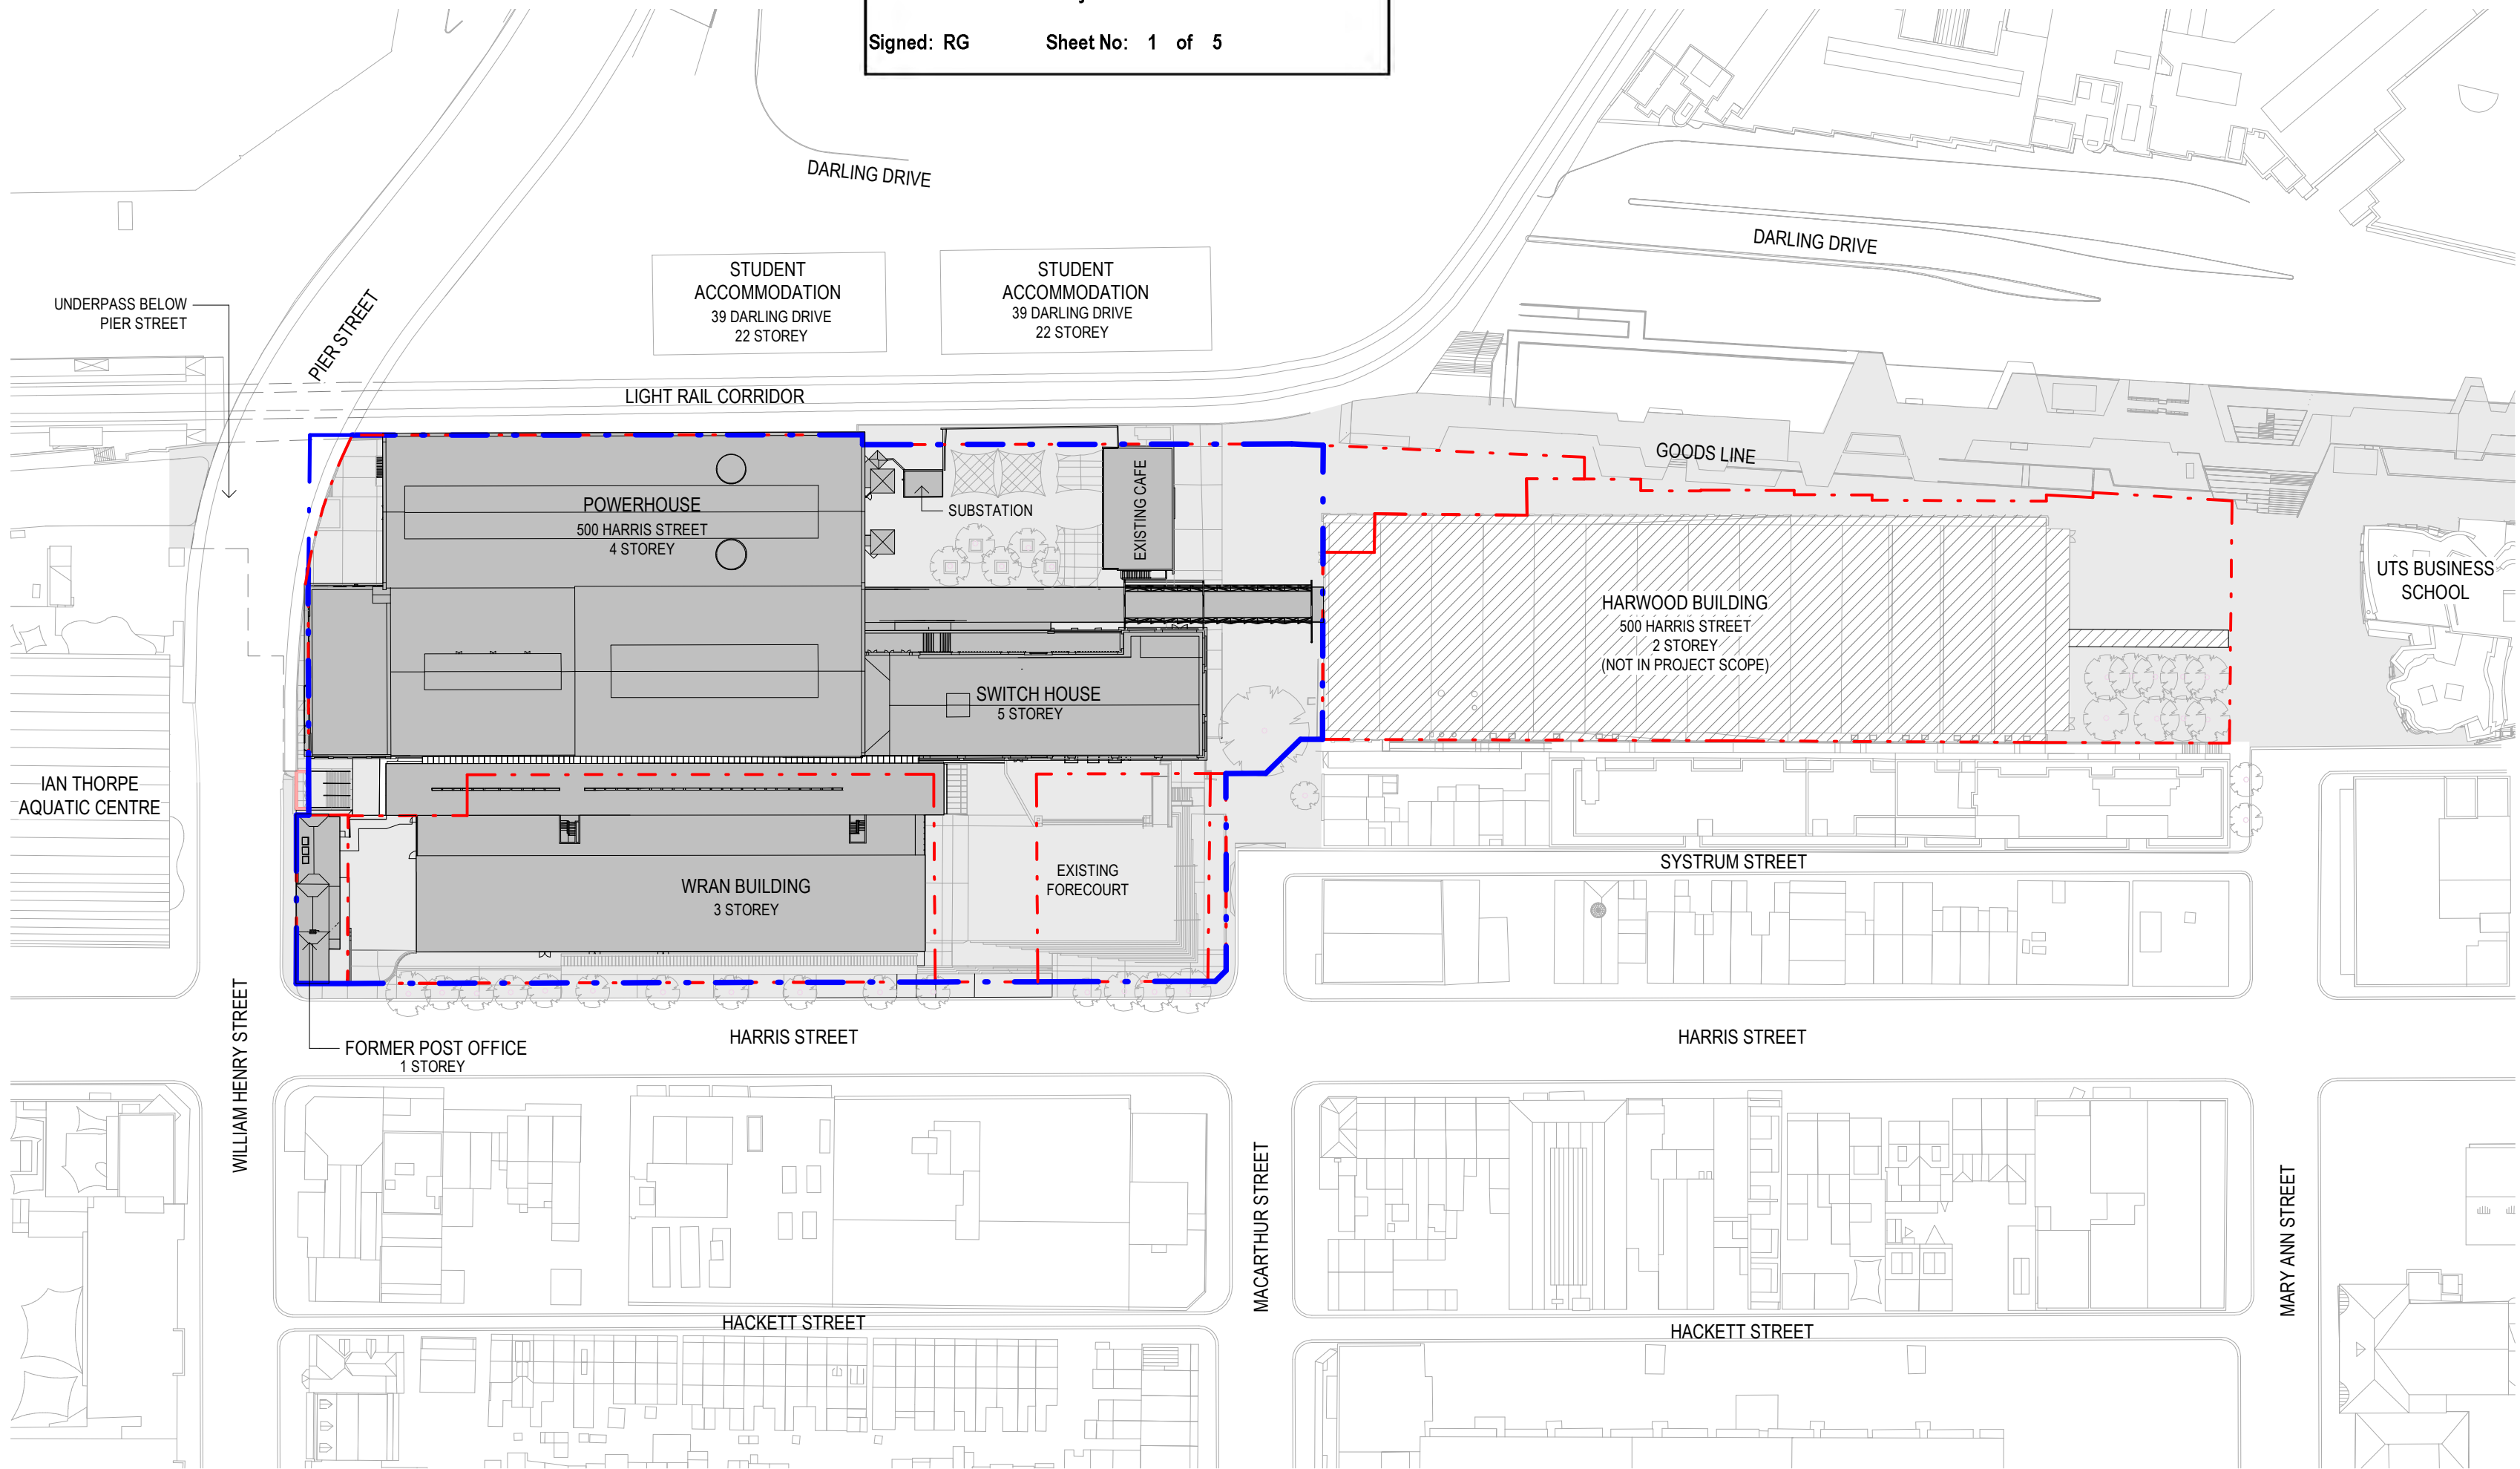 Signed: RG Sheet No: 1 of 5
DARLING DRIVE
DARLING DRIVE
STUDENT
ACCOMMODATION
39 DARLING DRIVE
22 STOREY
STUDENT
ACCOMMODATION
39 DARLING DRIVE
22 STOREY
UNDERPASS BELOW
PIER STREET
PIER STREET
LIGHT RAIL CORRIDOR
GOODS LINE
POWERHOUSE
500 HARRIS STREET
4 STOREY
SUBSTATION
EXISTING CAFE
UTS BUSINESS
SCHOOL
HARWOOD BUILDING
500 HARRIS STREET
2 STOREY
(NOT IN PROJECT SCOPE)
SWITCH HOUSE
5 STOREY
IAN THORPE
AQUATIC CENTRE
WRAN BUILDING
3 STOREY
EXISTING
FORECOURT
SYSTRUM STREET
WILLIAM HENRY STREET
FORMER POST OFFICE
1 STOREY
HARRIS STREET
HARRIS STREET
MACARTHUR STREET
MARY ANN STREET
HACKETT STREET
HACKETT STREET